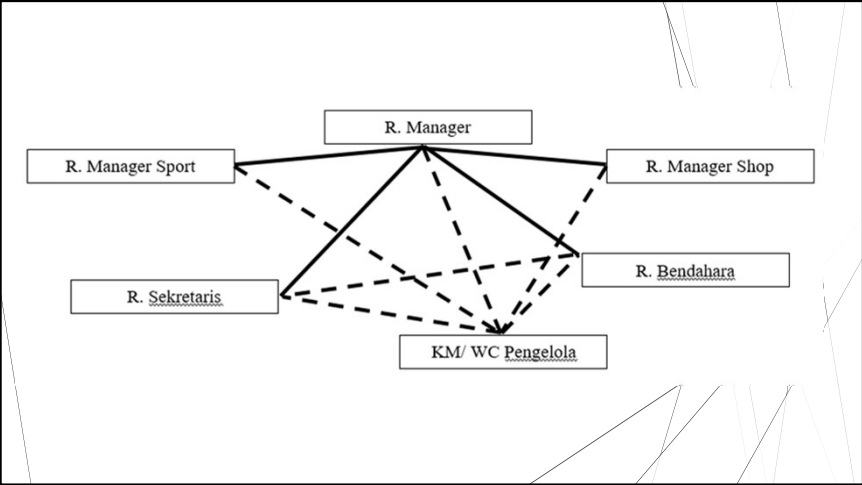 R. Manager
R. Manager Sport
R. Manager Shop
R. Bendahara
R. Sekretaris
KM/ WC Pengelola